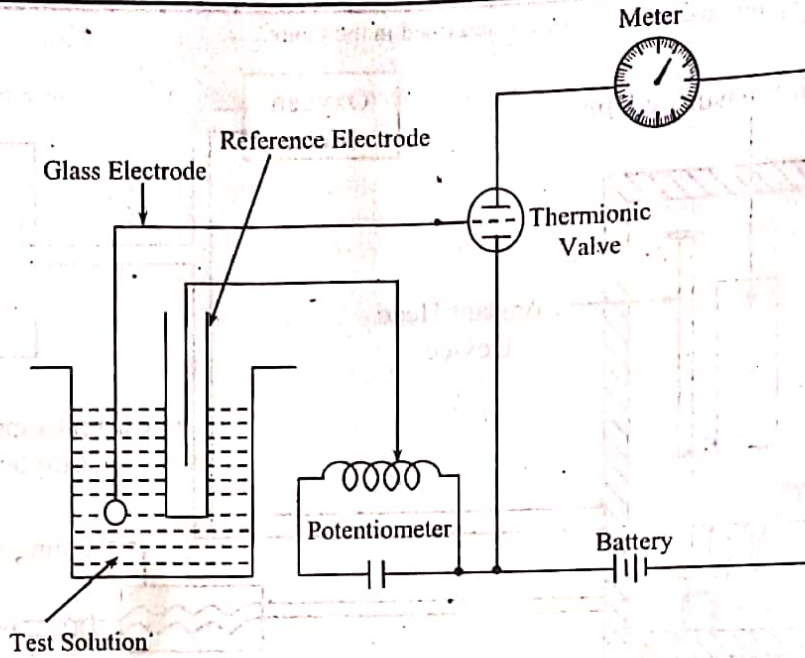 Meter
Reference Electrode
Glass Electrode
Thermionic
Valve
Potentiometer
Battery
Test Solution